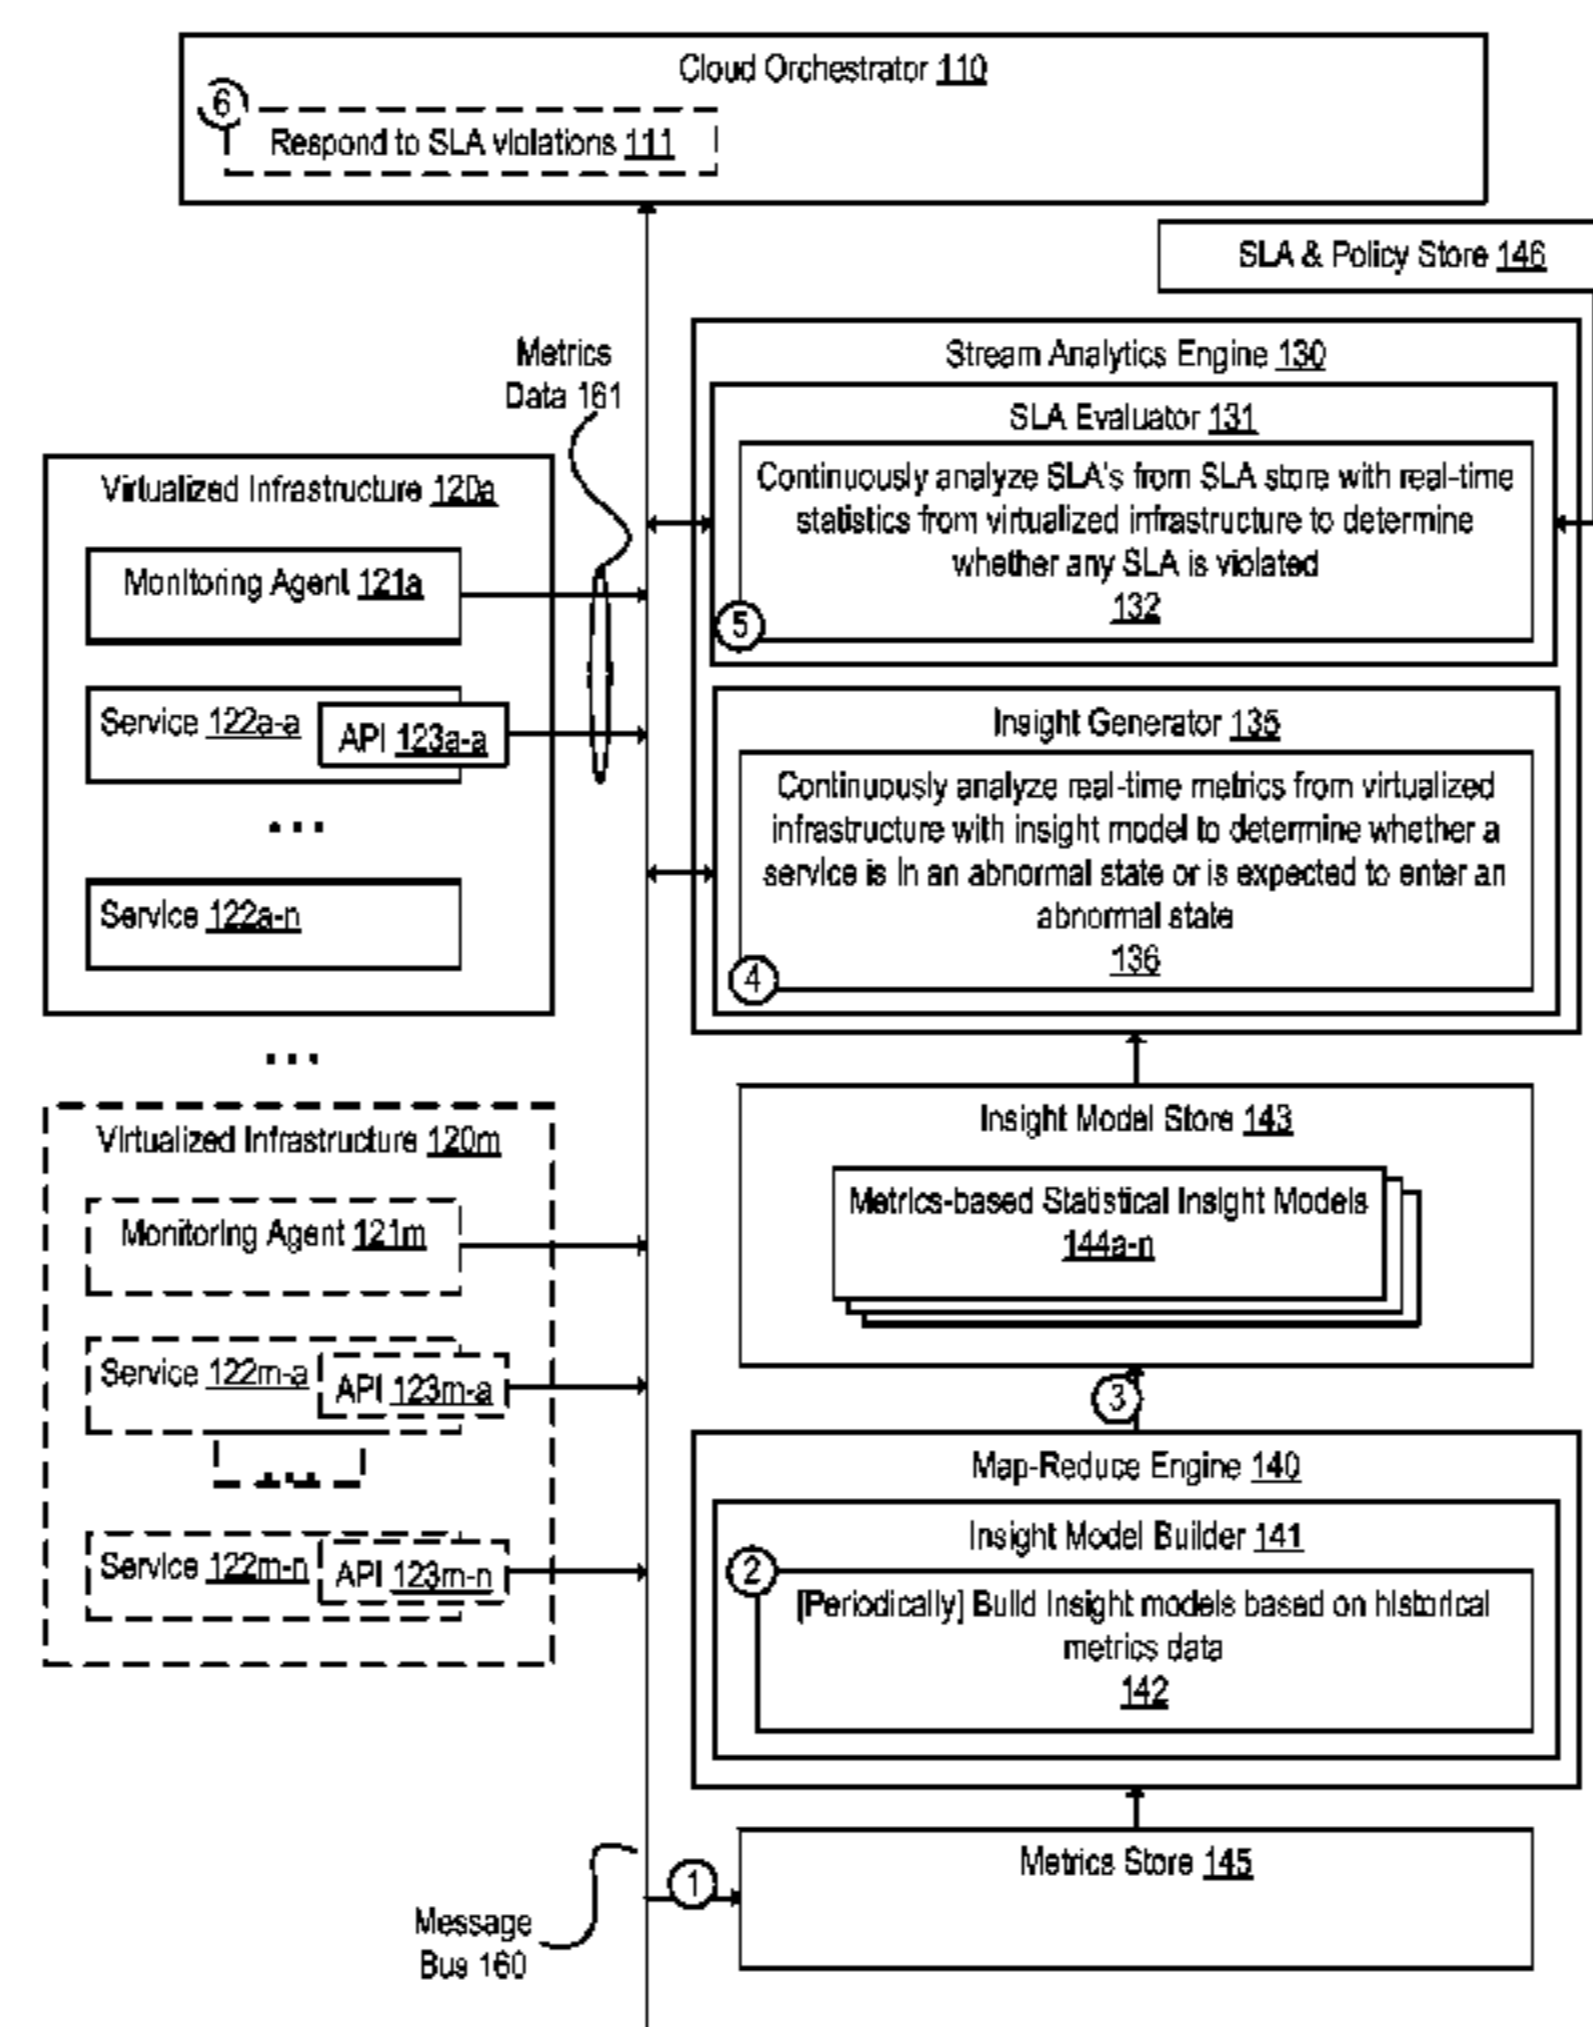 Cloud Orchestrator 110
6
Respond to SLA violations 111
SLA & Policy Store 146
Metrics
Data 161
Stream Analytics Engine 130
SLA Evaluator 131
Continuously analyze SLA's from SLA store with real-time
statistics from virtualized infrastructure to determine
whether any SLA is violated
132
5
Insight Generator 135
Continuously analyze real-time metrics from virtualized
infrastructure with insight model to determine whether a
service is in an abnormal state or is expected to enter an
abnormal state
136
4
Virtualized Infrastructure 120a
Monitoring Agent 121a
Service 122a-a
API 123a-a
...
Service 122a-n
...
Virtualized Infrastructure 120m
Monitoring Agent 121m
Service 122m-a
API 123m-a
...
Service 122m-n
API 123m-n
Insight Model Store 143
Metrics-based Statistical Insight Models
144a-n
3
Map-Reduce Engine 140
Insight Model Builder 141
2
[Periodically] Build Insight models based on historical
metrics data
142
Metrics Store 145
1
Message
Bus 160